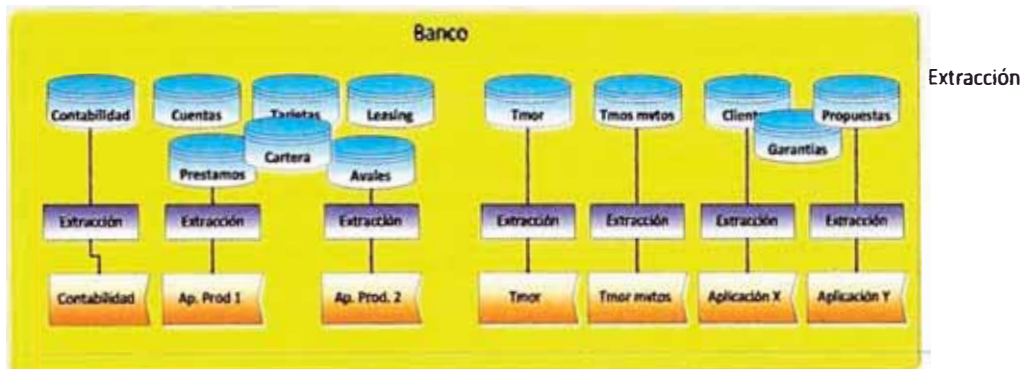 Banco
Extracción
Contabilidad Cuentas Tarjetas Leasing Tmor Tmos mvtos Propuestas
Cartera Garantias
Prestamos Avales
Extracción Extracción Extracción Extracción Extracción Extracción Extracción
Contabilidad Ap. Prod 1 Ap. Prod. 2 Tmor Tmor mvtos Aplicación X Aplicación Y